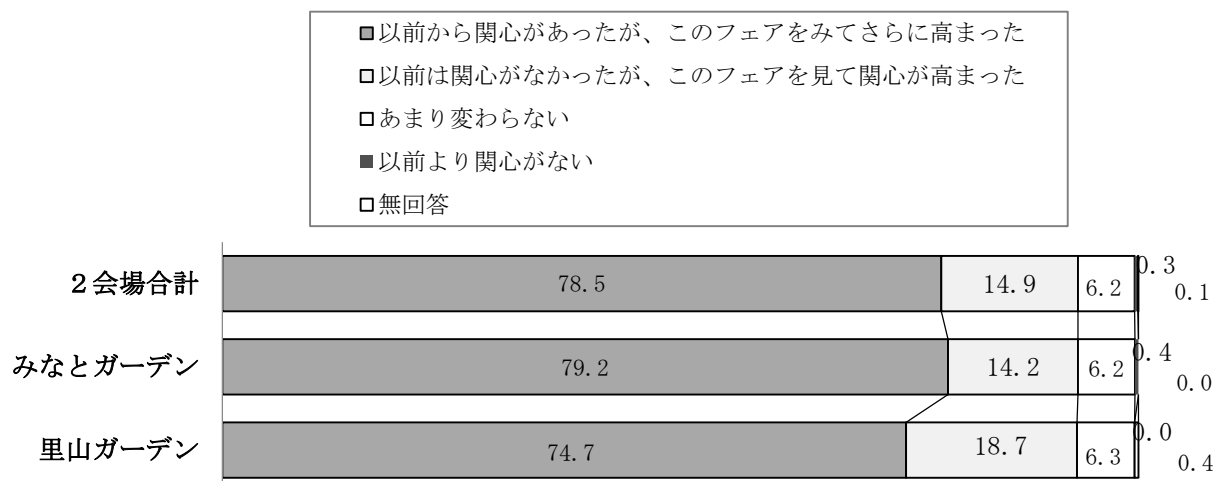 ■以前から関心があったが、このフェアをみてさらに高まった
□以前は関心がなかったが、このフェアを見て関心が高まった
□あまり変わらない
■以前より関心がない
□無回答
２会場合計 78.5 14.9 6.2 0.3 0.1
みなとガーデン 79.2 14.2 6.2 0.4 0.0
里山ガーデン 74.7 18.7 6.3 0.0 0.4